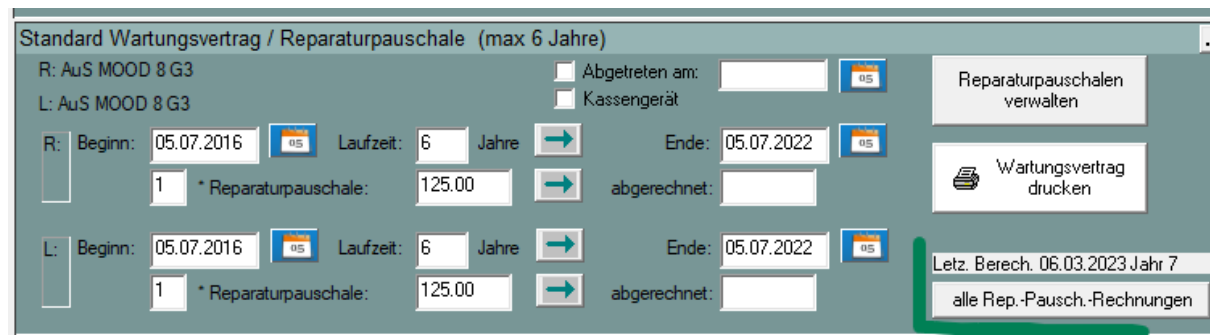 Standard Wartungsvertrag / Reparaturpauschale (max 6 Jahre)
R: AuS MOOD 8 G3
Abgetreten am:
05
Reparaturpauschalen
verwalten
L: AuS MOOD 8 G3
Kassengerät
R: Beginn: 05.07.2016 05 Laufzeit: 6 Jahre Ende: 05.07.2022 05
1 * Reparaturpauschale: 125.00 abgerechnet:
Wartungsvertrag
drucken
L: Beginn: 05.07.2016 05 Laufzeit: 6 Jahre Ende: 05.07.2022 05
Letz. Berech. 06.03.2023 Jahr 7
1 * Reparaturpauschale: 125.00 abgerechnet:
alle Rep.-Pausch.-Rechnungen